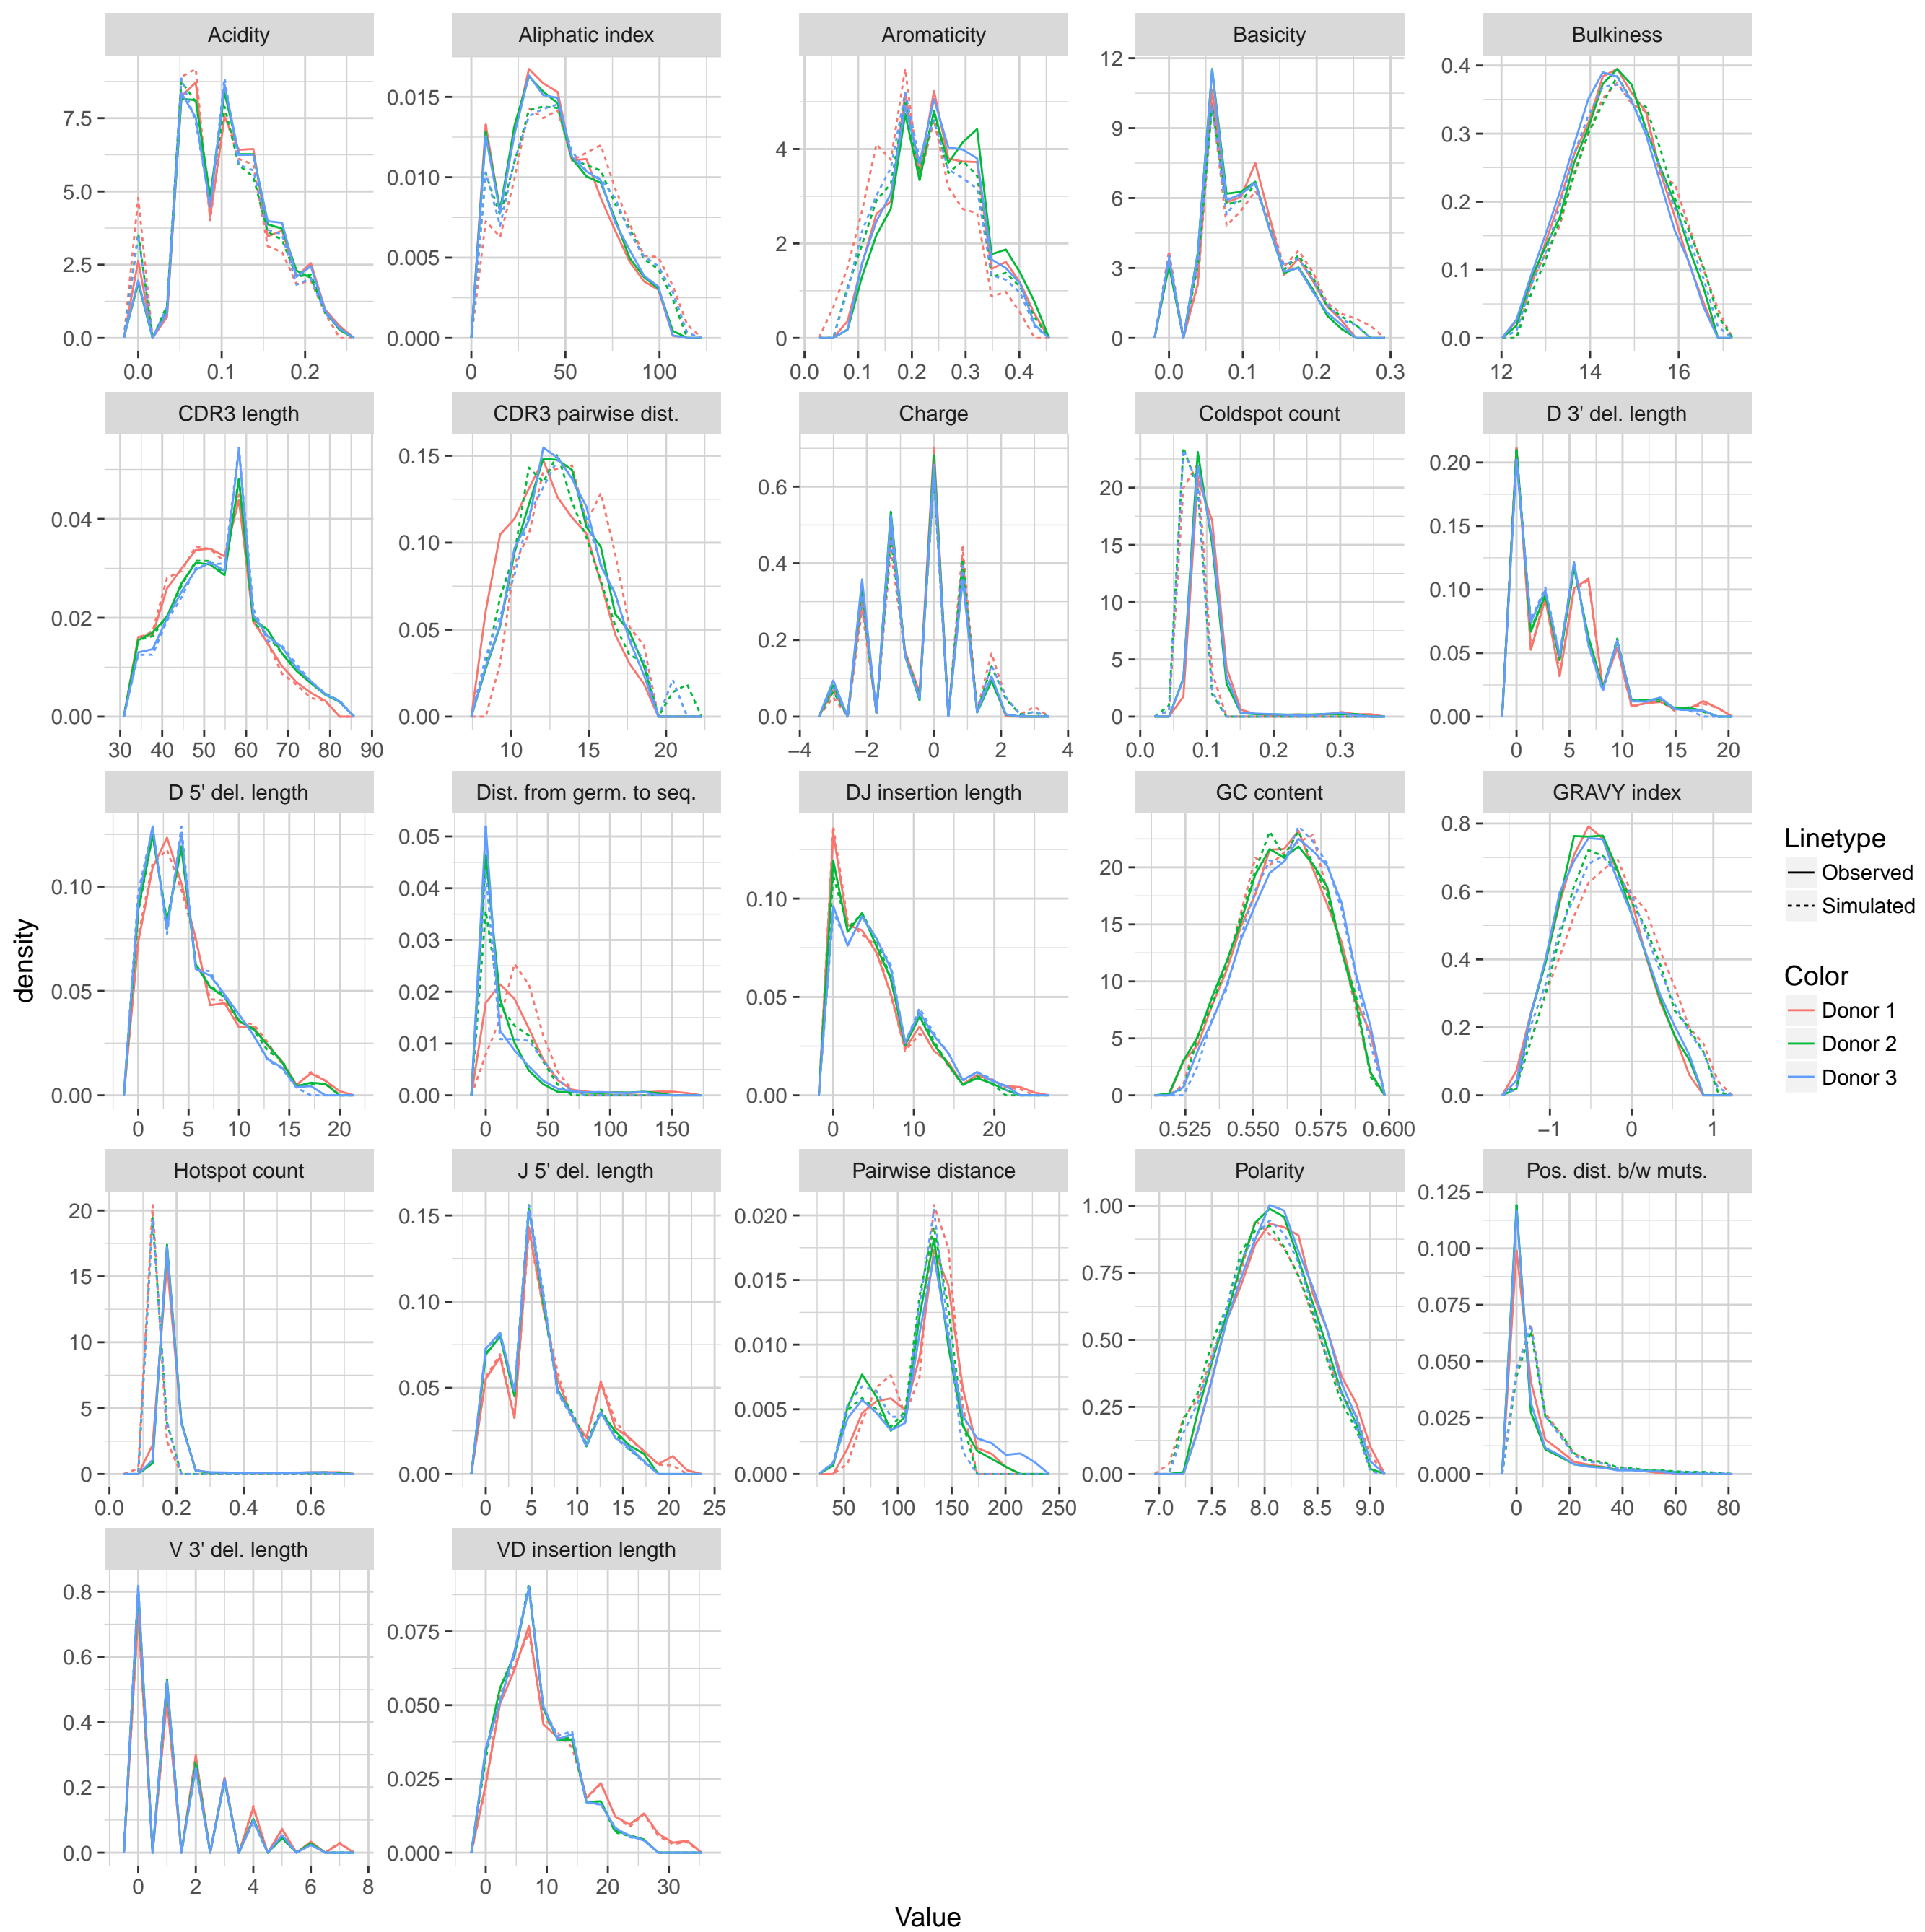 Acidity Aliphatic index Aromaticity Basicity Bulkiness
7.5 5.0 2.5 0.0
0.015 0.010 0.005 0.000
4 2 0
12 9 6 3 0
0.4 0.3 0.2 0.1 0.0
0.0 0.1 0.2
0 50 100
0.0 0.1 0.2 0.3 0.4
0.0 0.1 0.2 0.3
12 14 16
CDR3 length CDR3 pairwise dist. Charge Coldspot count D 3' del. length
0.04 0.02 0.00
0.15 0.10 0.05 0.00
0.6 0.4 0.2 0.0
20 15 10 5 0
0.20 0.15 0.10 0.05 0.00
30 40 50 60 70 80 90
10 15 20
−4 −2 0 2 4
0.0 0.1 0.2 0.3
0 5 10 15 20
D 5' del. length Dist. from germ. to seq. DJ insertion length GC content GRAVY index
0.10 0.05 0.00
0.05 0.04 0.03 0.02 0.01 0.00
0.10 0.05 0.00
20 15 10 5 0
0.8 0.6 0.4 0.2 0.0
0 5 10 15 20
0 50 100 150
0 10 20
0.525 0.550 0.575 0.600
−1 0 1
Hotspot count J 5' del. length Pairwise distance Polarity Pos. dist. b/w muts.
20 15 10 5 0
0.15 0.10 0.05 0.00
0.020 0.015 0.010 0.005 0.000
1.00 0.75 0.50 0.25 0.00
0.125 0.100 0.075 0.050 0.025 0.000
0.0 0.2 0.4 0.6
0 5 10 15 20 25
50 100 150 200 250
7.0 7.5 8.0 8.5 9.0
0 20 40 60 80
V 3' del. length VD insertion length
0.8 0.6 0.4 0.2 0.0
0.075 0.050 0.025 0.000
0 2 4 6 8
0 10 20 30
density
Value
Linetype
Observed
Simulated
Color
Donor 1
Donor 2
Donor 3